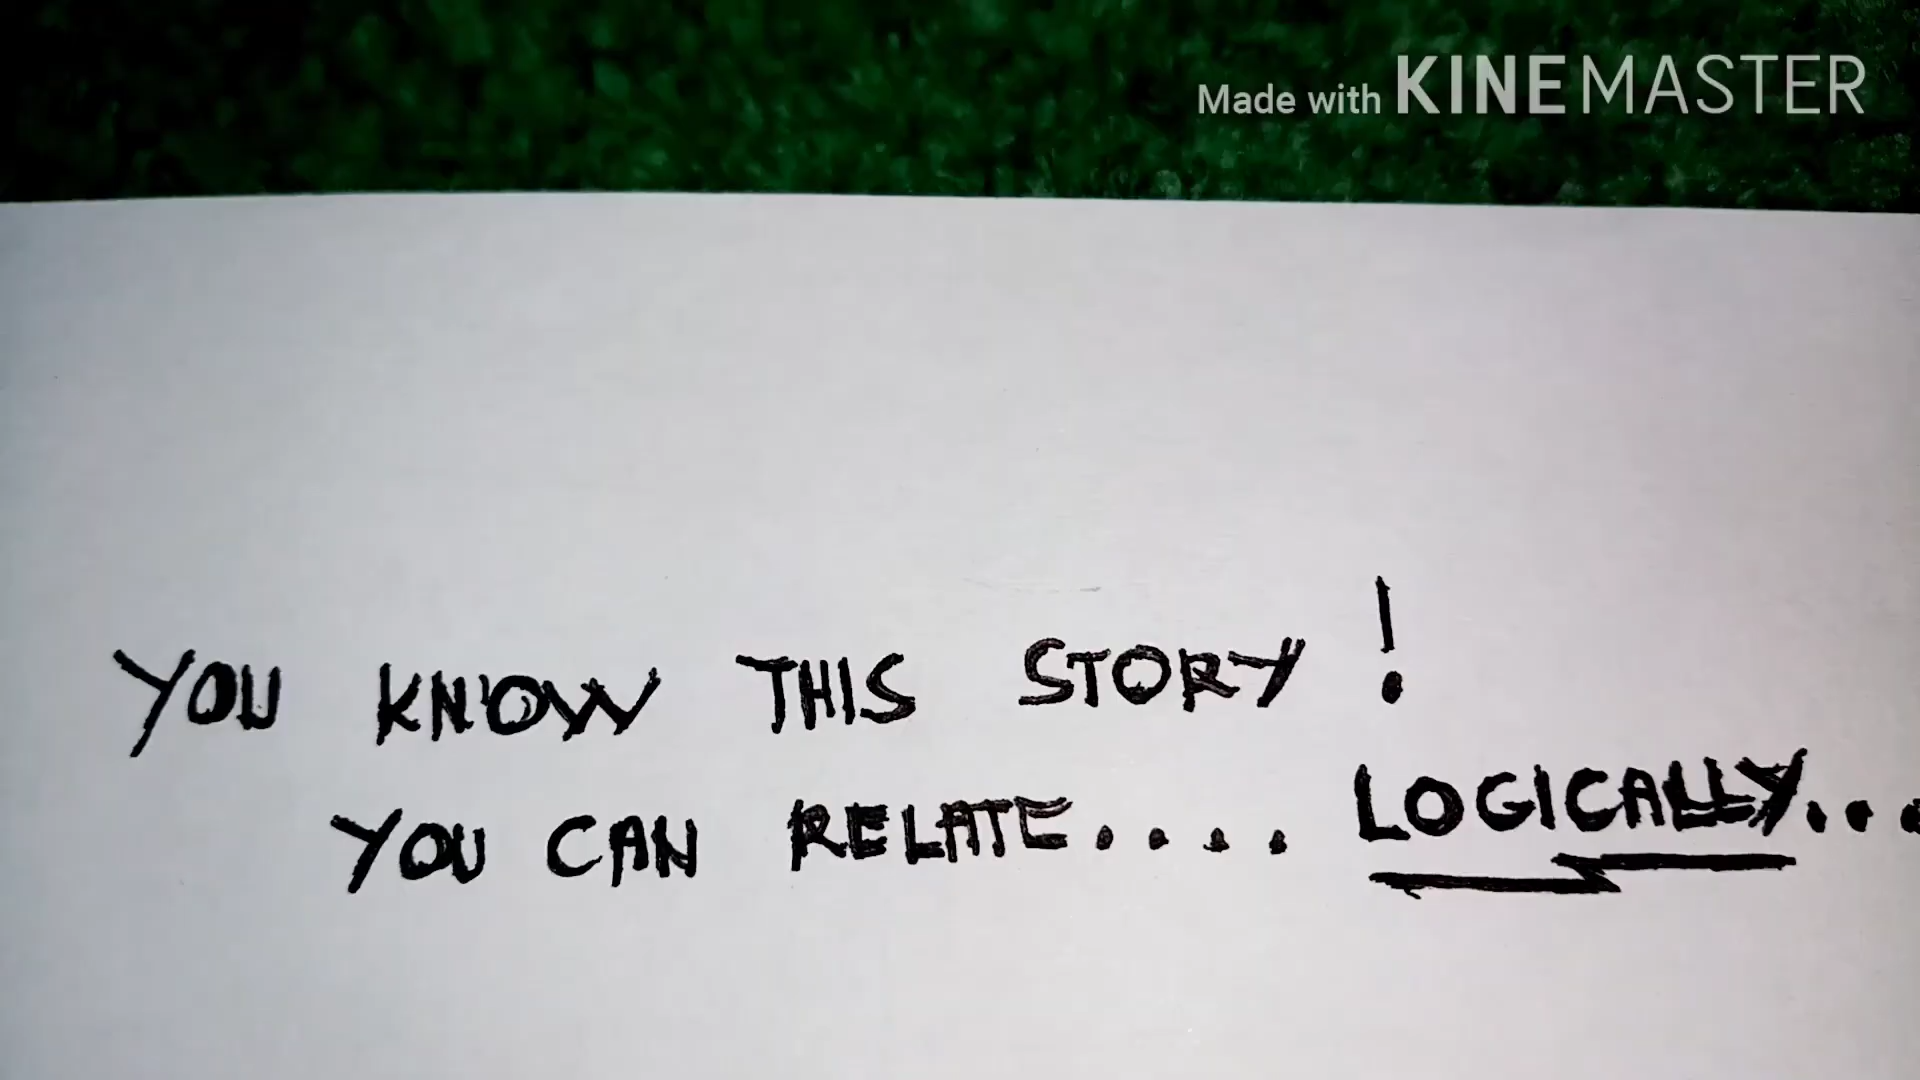 Made with KINEMASTER
YOU KNOW THIS STORY !
YOU CAN RELATE.... LOGICALLY...